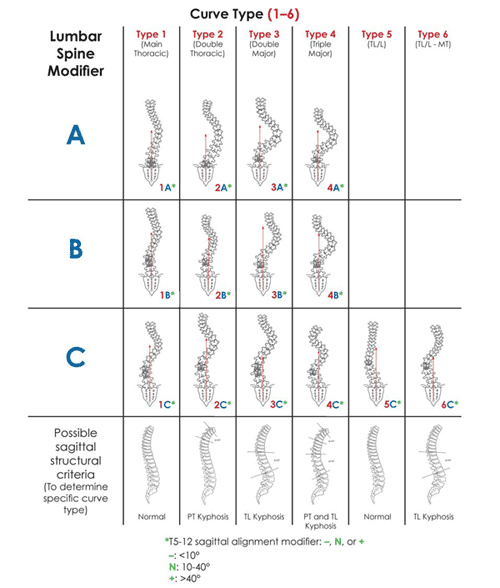 Curve Type (1–6)
Lumbar
Spine
Modifier
Type 1
(Main
Thoracic)
Type 2
(Double
Thoracic)
Type 3
(Double
Major)
Type 4
(Triple
Major)
Type 5
(TL/L)
Type 6
(TL/L - MT)
A
1A*
2A*
3A*
4A*
B
1B*
2B*
3B*
4B*
C
1C*
2C*
3C*
4C*
5C*
6C*
Possible
sagittal
structural
criteria
(To determine
specific curve
type)
Normal
PT Kyphosis
TL Kyphosis
PT and TL
Kyphosis
Normal
TL Kyphosis
*T5-12 sagittal alignment modifier: –, N, or +
–: <10°
N: 10-40°
+: >40°